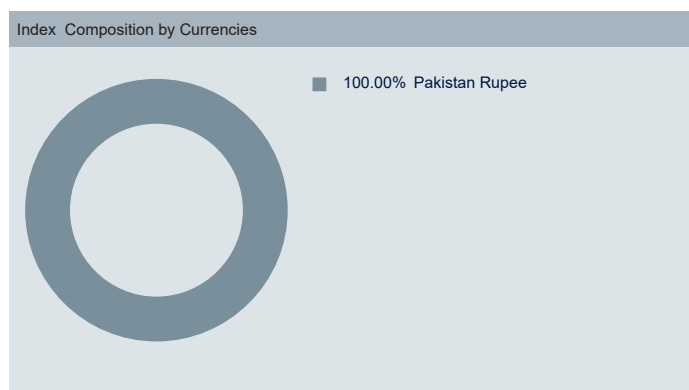 Index Composition by Currencies
100.00% Pakistan Rupee